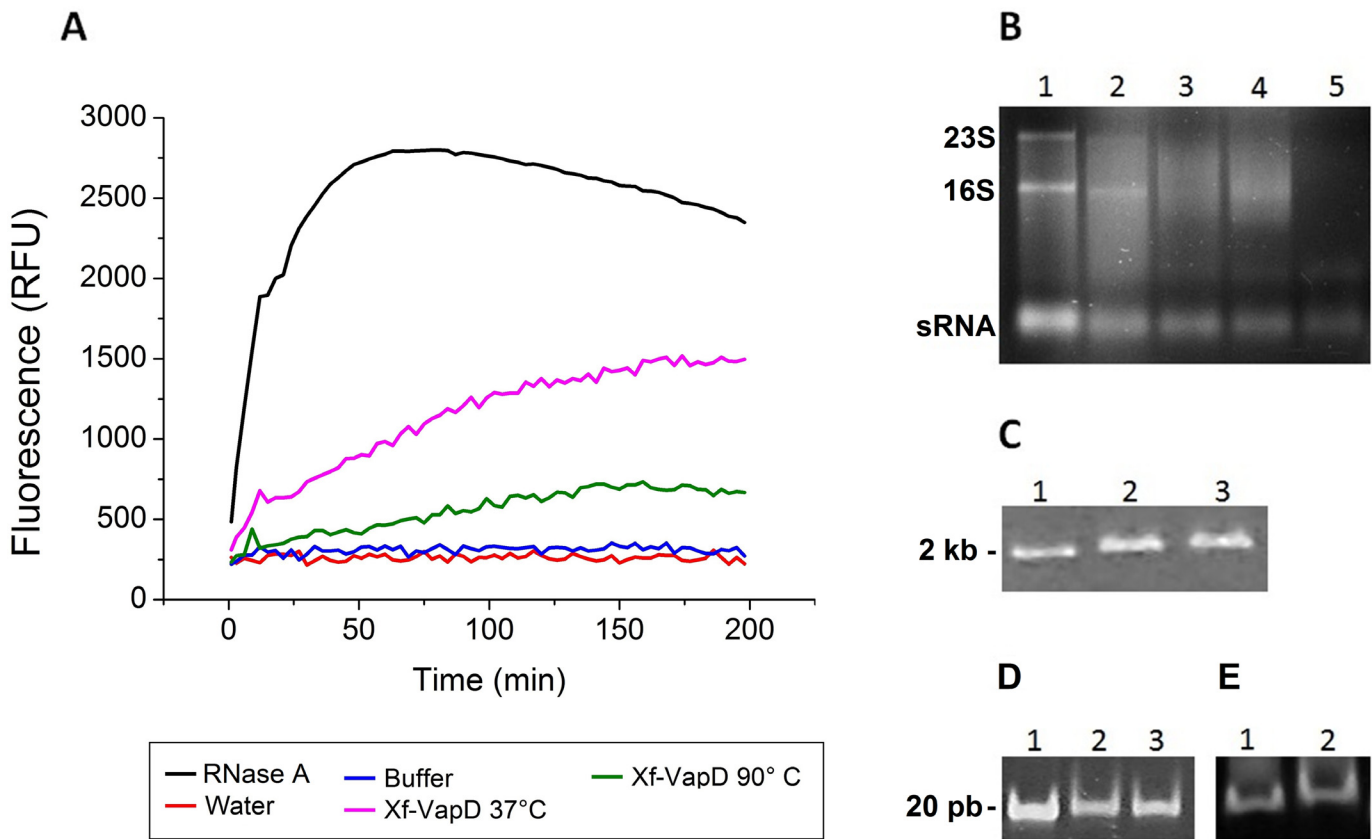 A
Fluorescence (RFU)
3000
2500
2000
1500
1000
500
0
0 50 100 150 200
Time (min)
RNase A
Water
Buffer
Xf-VapD 37°C
Xf-VapD 90° C
B
1 2 3 4 5
23S
16S
sRNA
C
1 2 3
2 kb -
D
1 2 3
20 pb -
E
1 2